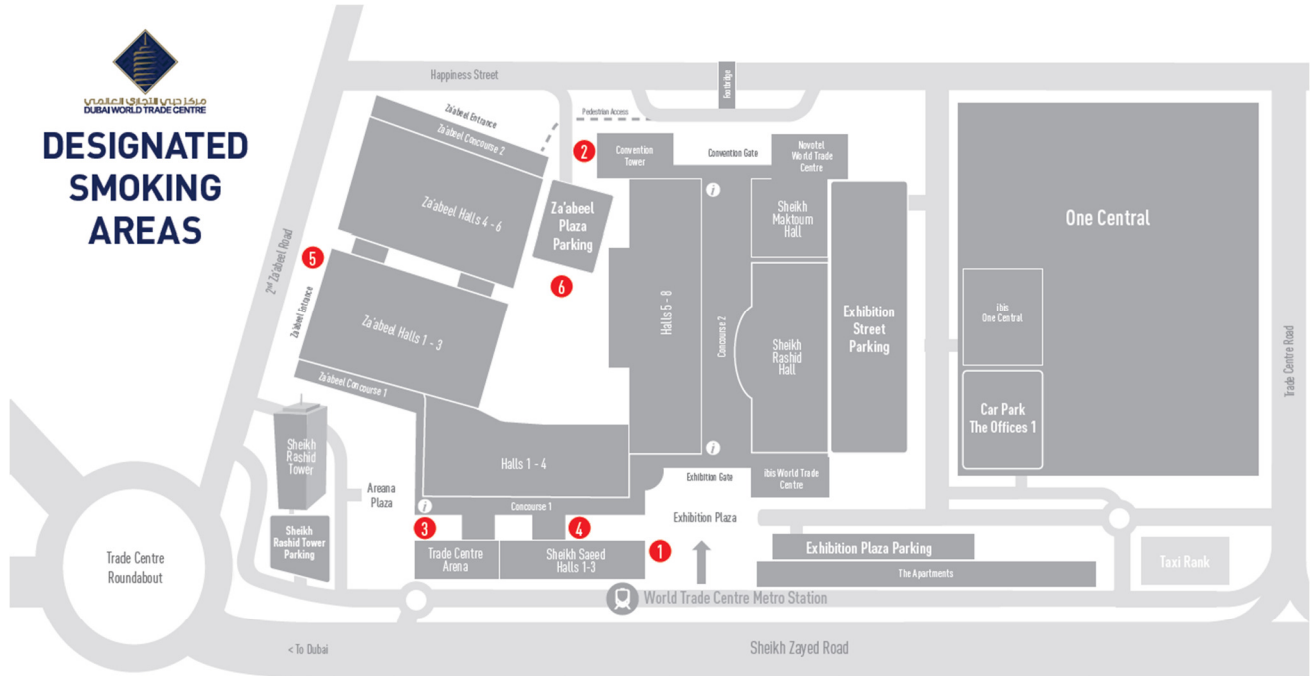 مركز دبي التجاري العالمي
DUBAI WORLD TRADE CENTRE
DESIGNATED
SMOKING
AREAS
Happiness Street
Footbridge
Pedestrian Access
Za'abeel Entrance
Za'abeel Concourse 2
2
Convention
Tower
Convention Gate
Novotel
World Trade
Centre
i
Za'abeel Halls 4 - 6
Za'abeel
Plaza
Parking
Sheikh
Maktoum
Hall
One Central
2nd Za'abeel Road
5
6
Za'abeel Entrance
Za'abeel Halls 1 - 3
Halls 5 - 8
Concourse 2
Sheikh
Rashid
Hall
Exhibition
Street
Parking
ibis
One Central
Trade Centre Road
Za'abeel Concourse 1
Car Park
The Offices 1
Sheikh
Rashid
Tower
Halls 1 - 4
i
Exhibition Gate
ibis World Trade
Centre
Areana
Plaza
i
Concourse 1
Exhibition Plaza
3
4
1
Sheikh
Rashid Tower
Parking
Trade Centre
Arena
Sheikh Saeed
Halls 1-3
Exhibition Plaza Parking
The Apartments
Taxi Rank
Trade Centre
Roundabout
World Trade Centre Metro Station
< To Dubai
Sheikh Zayed Road